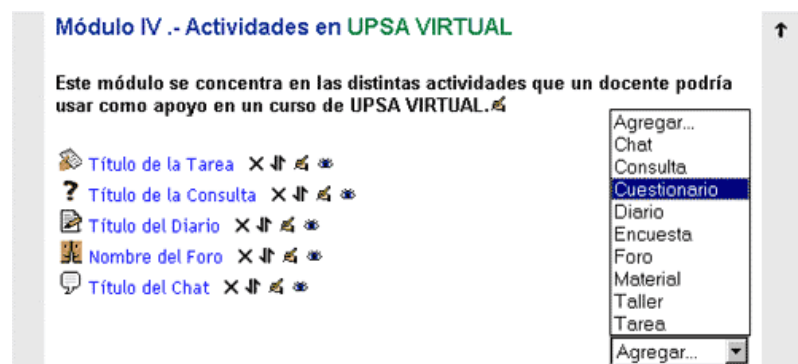 Módulo IV .- Actividades en UPSA VIRTUAL
Este módulo se concentra en las distintas actividades que un docente podría
usar como apoyo en un curso de UPSA VIRTUAL.
Título de la Tarea
Título de la Consulta
Título del Diario
Nombre del Foro
Título del Chat
Agregar...
Chat
Consulta
Cuestionario
Diario
Encuesta
Foro
Material
Taller
Tarea
Agregar...